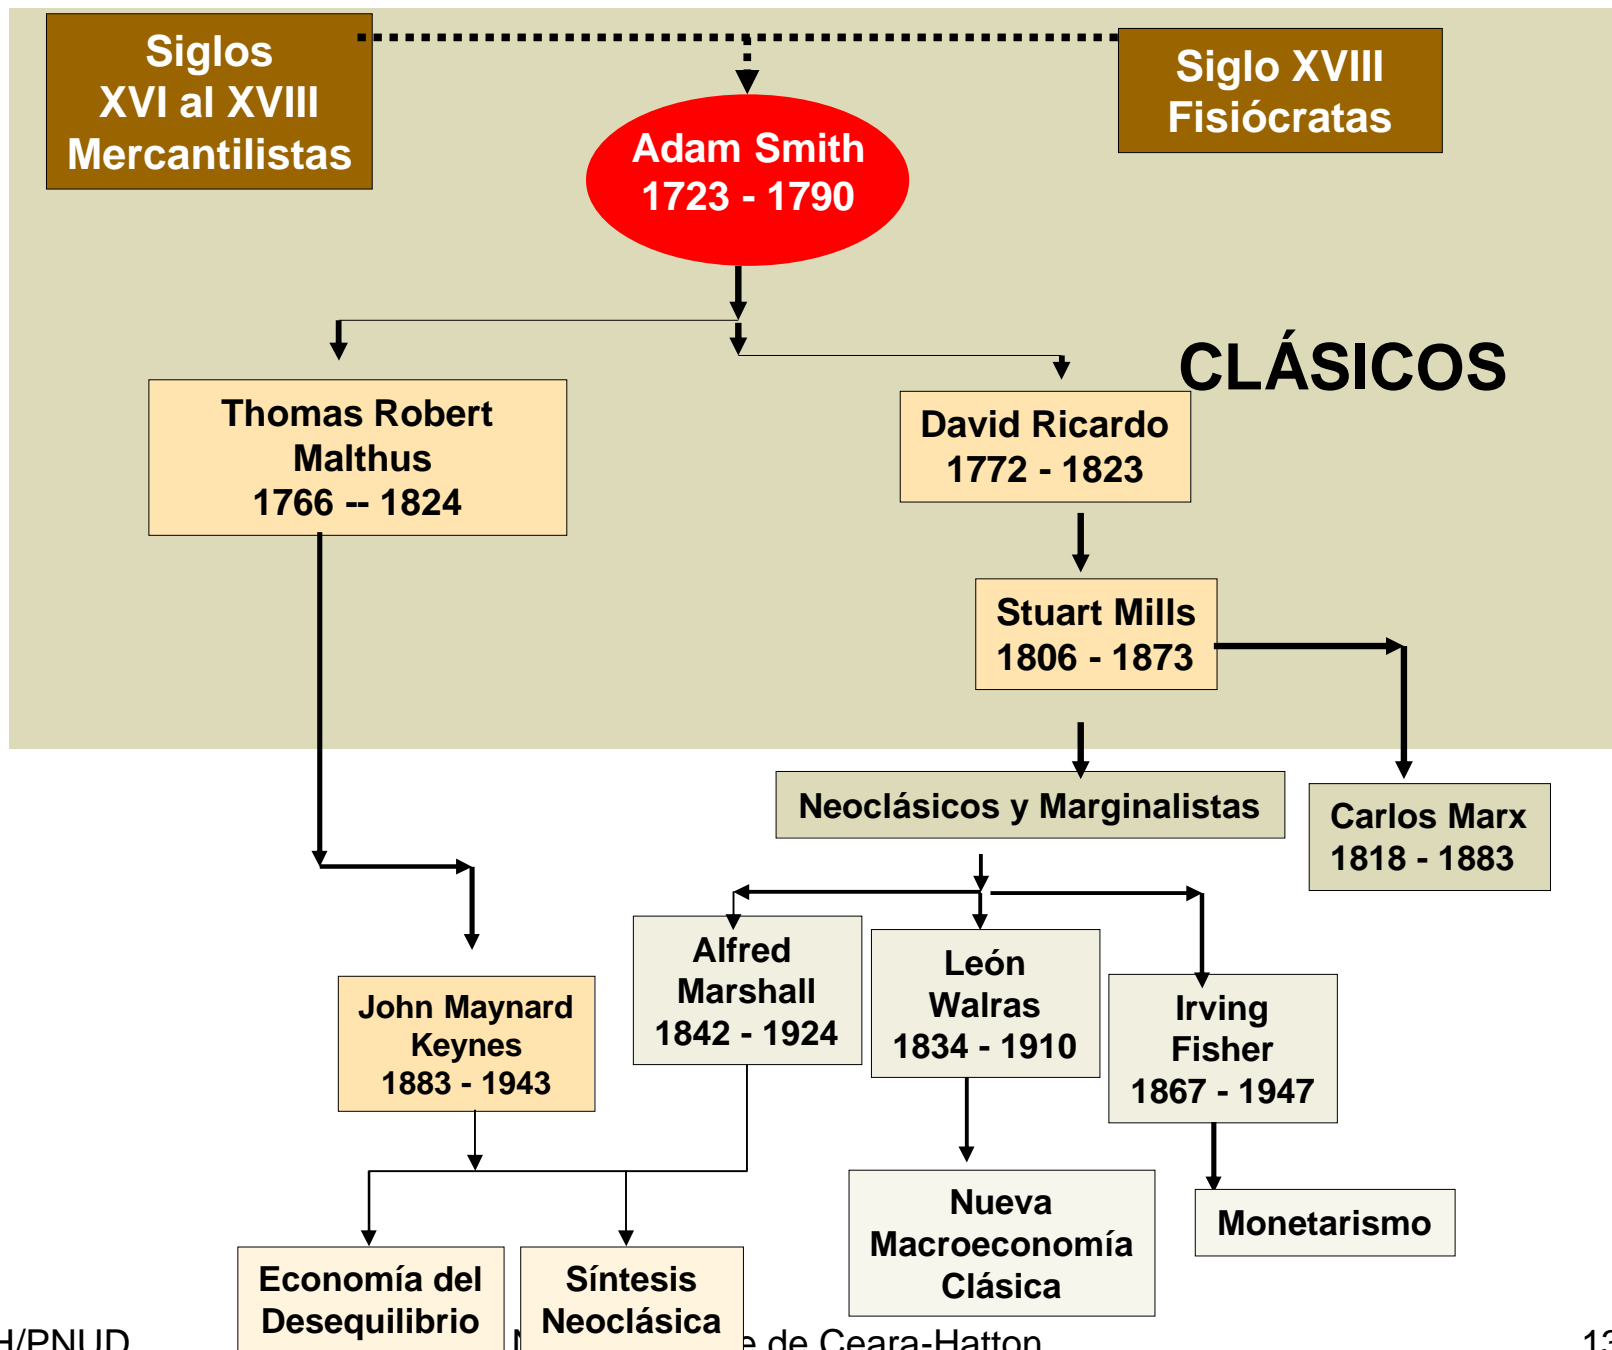 Siglos
XVI al XVIII
Mercantilistas
Siglo XVIII
Fisiócratas
Adam Smith
1723 - 1790
CLÁSICOS
Thomas Robert
Malthus
1766 -- 1824
David Ricardo
1772 - 1823
Stuart Mills
1806 - 1873
Neoclásicos y Marginalistas
Carlos Marx
1818 - 1883
Alfred
Marshall
1842 - 1924
León
Walras
1834 - 1910
Irving
Fisher
1867 - 1947
John Maynard
Keynes
1883 - 1943
Nueva
Macroeconomía
Clásica
Monetarismo
Economía del
Desequilibrio
Síntesis
Neoclásica
H/PNUD
de Ceara-Hatton
13